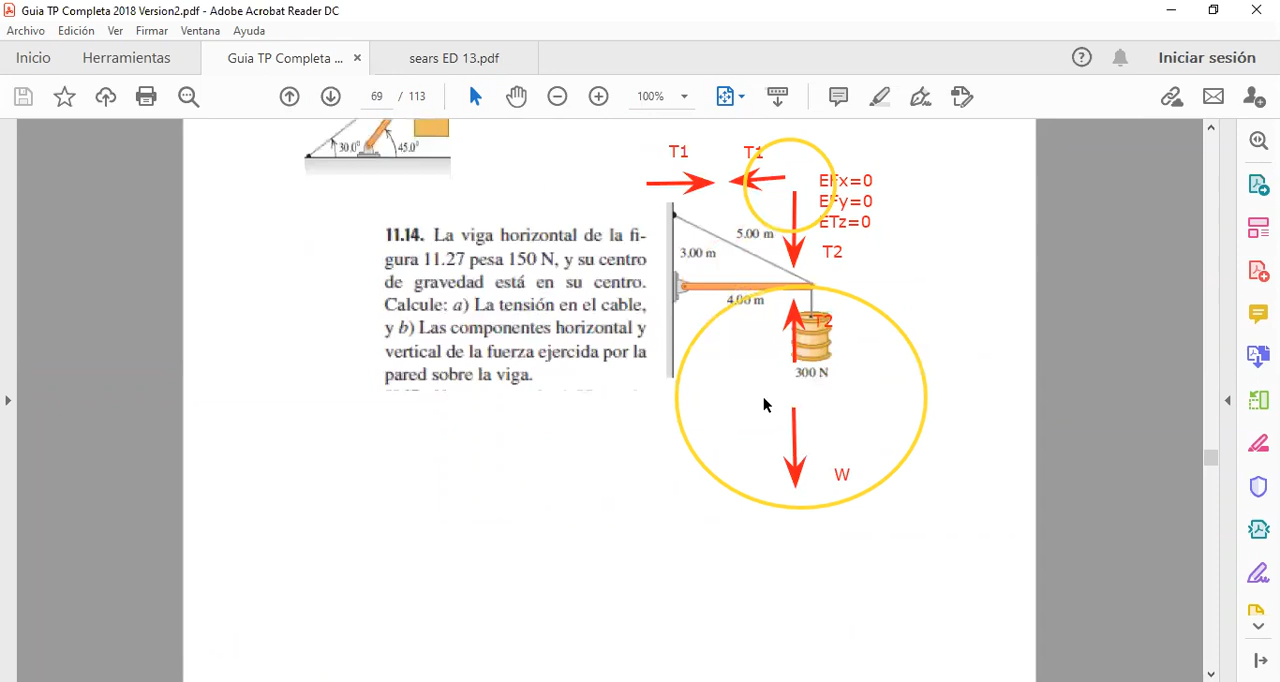 Guia TP Completa 2018 Version2.pdf - Adobe Acrobat Reader DC
Archivo Edición Ver Firmar Ventana Ayuda
Inicio Herramientas Guia TP Completa ... × sears ED 13.pdf Iniciar sesión
69 / 113 100%
30.0° 45.0°
T1 T1
EFx=0
EFy=0
ETz=0
T2
11.14. La viga horizontal de la fi-
gura 11.27 pesa 150 N, y su centro
de gravedad está en su centro.
Calcule: a) La tensión en el cable,
y b) Las componentes horizontal y
vertical de la fuerza ejercida por la
pared sobre la viga.
5.00 m
3.00 m
4.00 m
T2
300 N
W